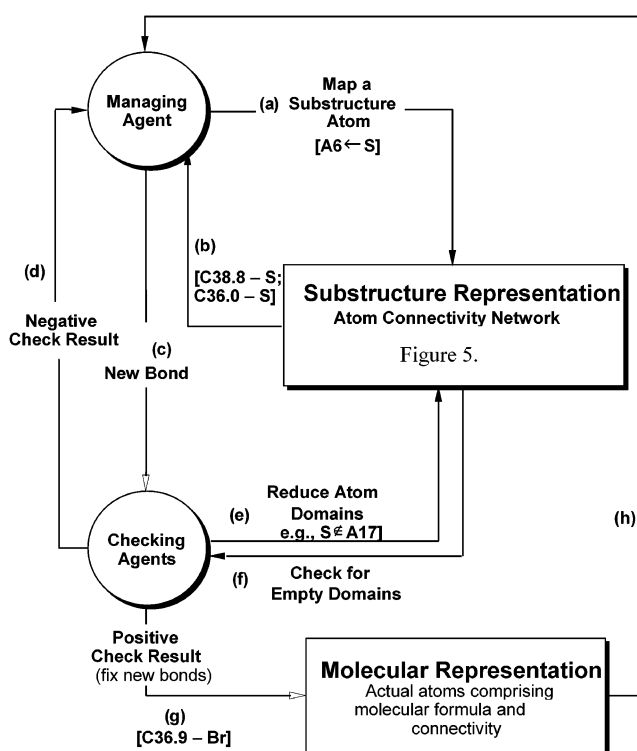 Managing
Agent
(a)
Map a
Substructure
Atom
[A6 ← S]
(b)
[C38.8 – S;
C36.0 – S]
(d)
Negative
Check Result
(c)
New Bond
Substructure Representation
Atom Connectivity Network
Figure 5.
Checking
Agents
(e)
Reduce Atom
Domains
e.g., S∉A17]
(f)
Check for
Empty Domains
(h)
Positive
Check Result
(fix new bonds)
(g)
[C36.9 – Br]
Molecular Representation
Actual atoms comprising
molecular formula and
connectivity